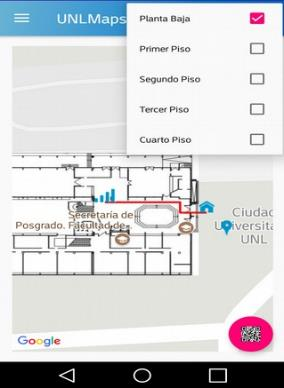 UNLMaps
Planta Baja
Primer Piso
Segundo Piso
Tercer Piso
Cuarto Piso
Secretaría de
Posgrado. Facultad de..
Ciudad
Universita
UNL
Google